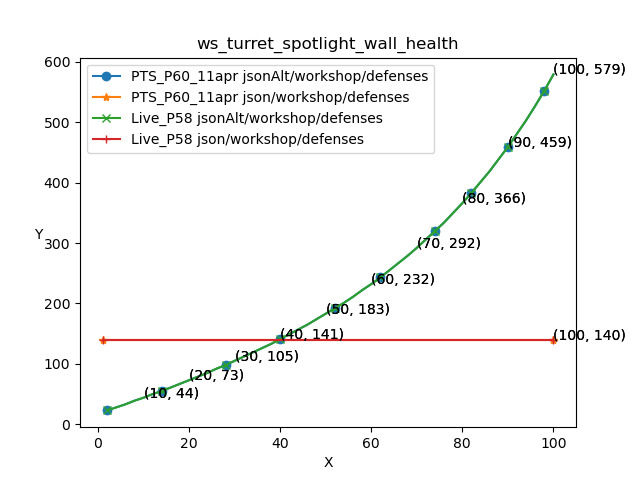 ws_turret_spotlight_wall_health
PTS_P60_11apr jsonAlt/workshop/defenses
PTS_P60_11apr json/workshop/defenses
Live_P58 jsonAlt/workshop/defenses
Live_P58 json/workshop/defenses
(100, 579)
(90, 459)
(80, 366)
(70, 292)
(60, 232)
(50, 183)
(40, 141)
(100, 140)
(30, 105)
(20, 73)
(10, 44)
600
500
400
300
200
100
0
Y
0 20 40 60 80 100
X